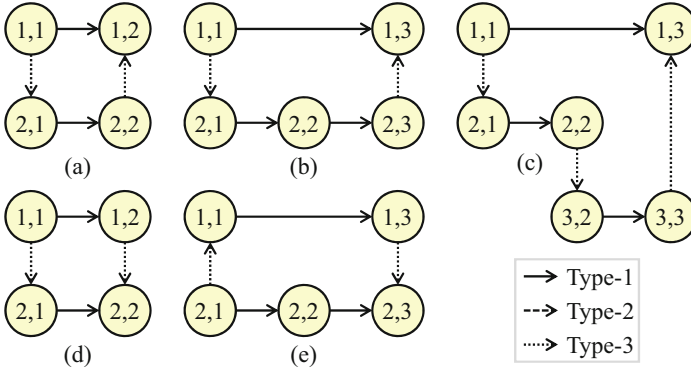 1,1 1,2 1,1 1,3 1,1 1,3
2,1 2,2 2,1 2,2 2,3 2,1 2,2
(a) (b) (c)
1,1 1,2 1,1 1,3 3,2 3,3
2,1 2,2 2,1 2,2 2,3
(d) (e)
Type-1
Type-2
Type-3